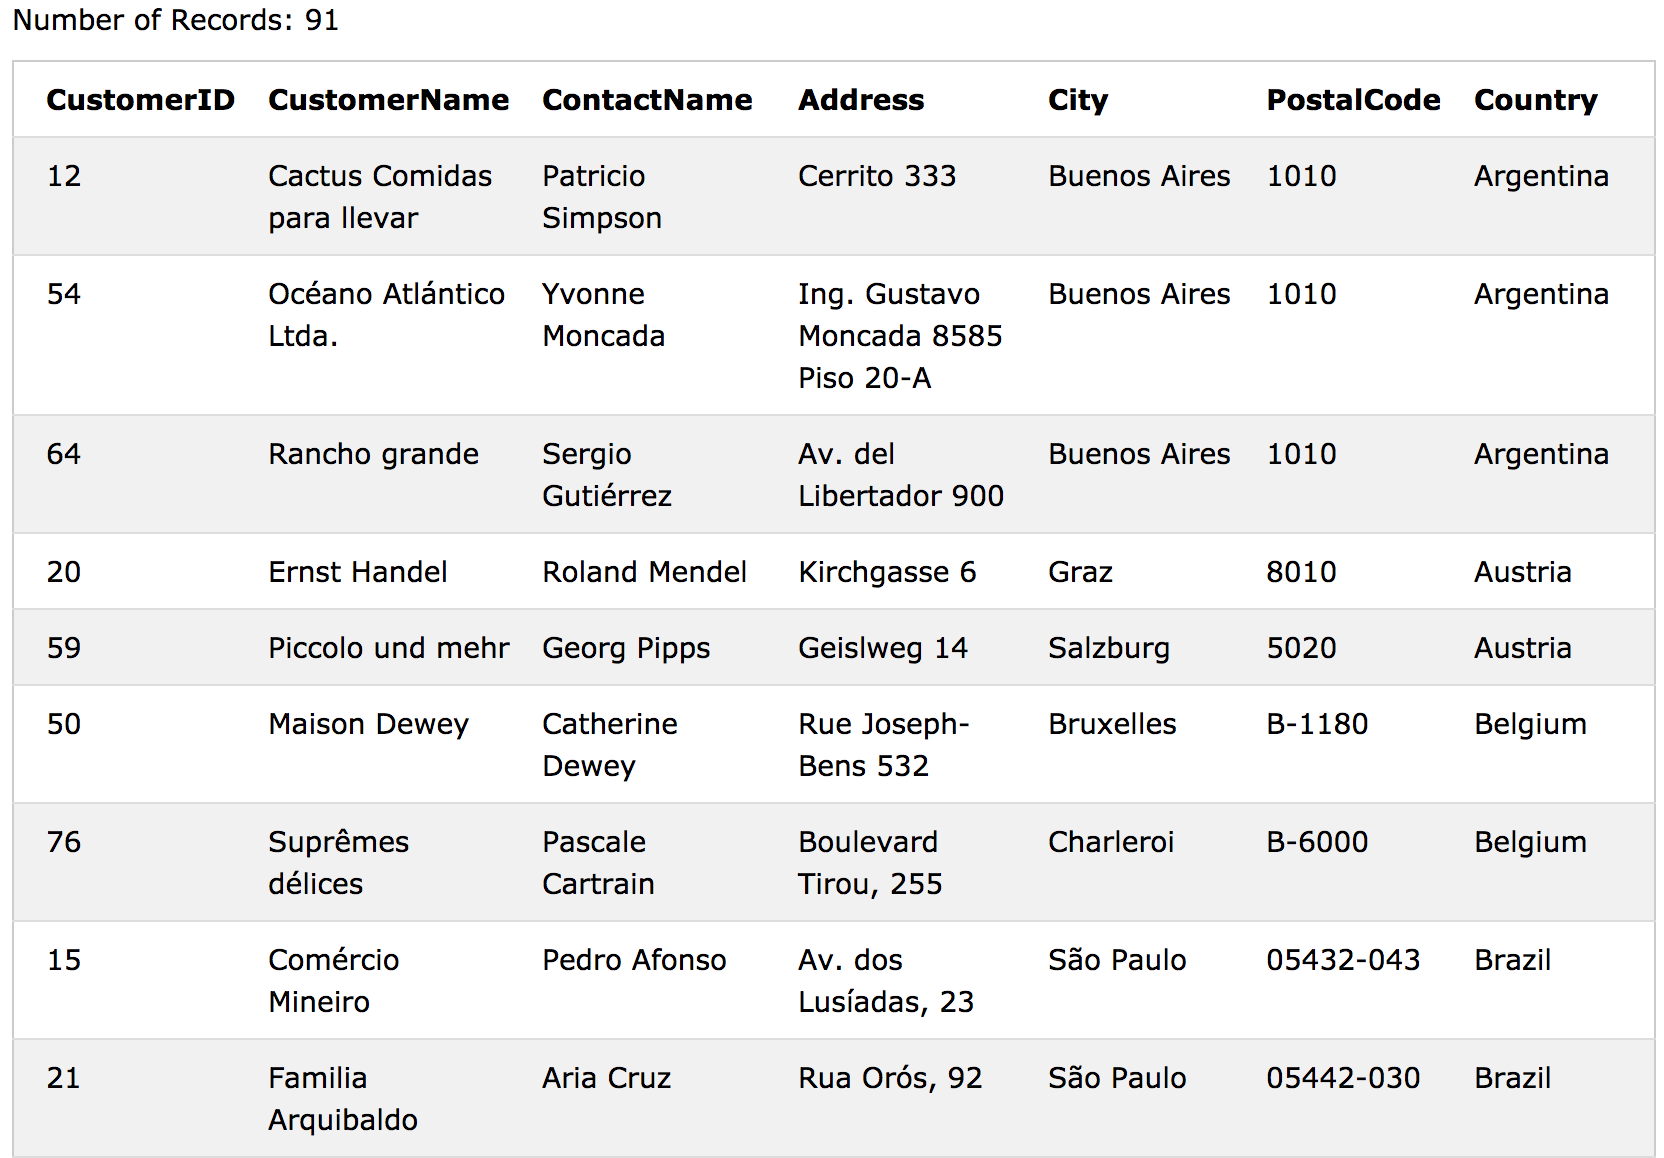 Number of Records: 91
CustomerID CustomerName ContactName Address City PostalCode Country
12 Cactus Comidas Patricio Cerrito 333 Buenos Aires 1010 Argentina
para llevar Simpson
54 Océano Atlántico Yvonne Ing. Gustavo Buenos Aires 1010 Argentina
Ltda. Moncada Moncada 8585
Piso 20-A
64 Rancho grande Sergio Av. del Buenos Aires 1010 Argentina
Gutiérrez Libertador 900
20 Ernst Handel Roland Mendel Kirchgasse 6 Graz 8010 Austria
59 Piccolo und mehr Georg Pipps Geislweg 14 Salzburg 5020 Austria
50 Maison Dewey Catherine Rue Joseph- Bruxelles B-1180 Belgium
Dewey Bens 532
76 Suprêmes Pascale Boulevard Charleroi B-6000 Belgium
délices Cartrain Tirou, 255
15 Comércio Pedro Afonso Av. dos São Paulo 05432-043 Brazil
Mineiro Lusíadas, 23
21 Familia Aria Cruz Rua Orós, 92 São Paulo 05442-030 Brazil
Arquibaldo